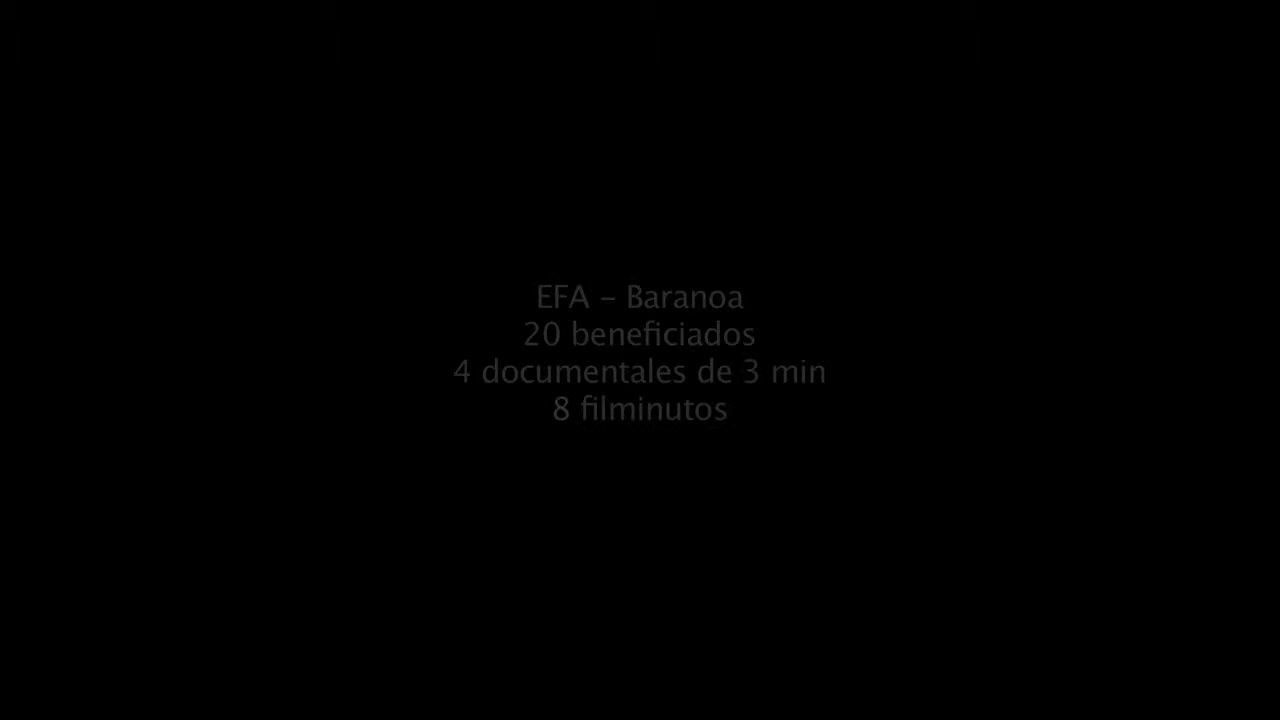 EFA – Baranoa
20 beneficiados
4 documentales de 3 min
8 filminutos